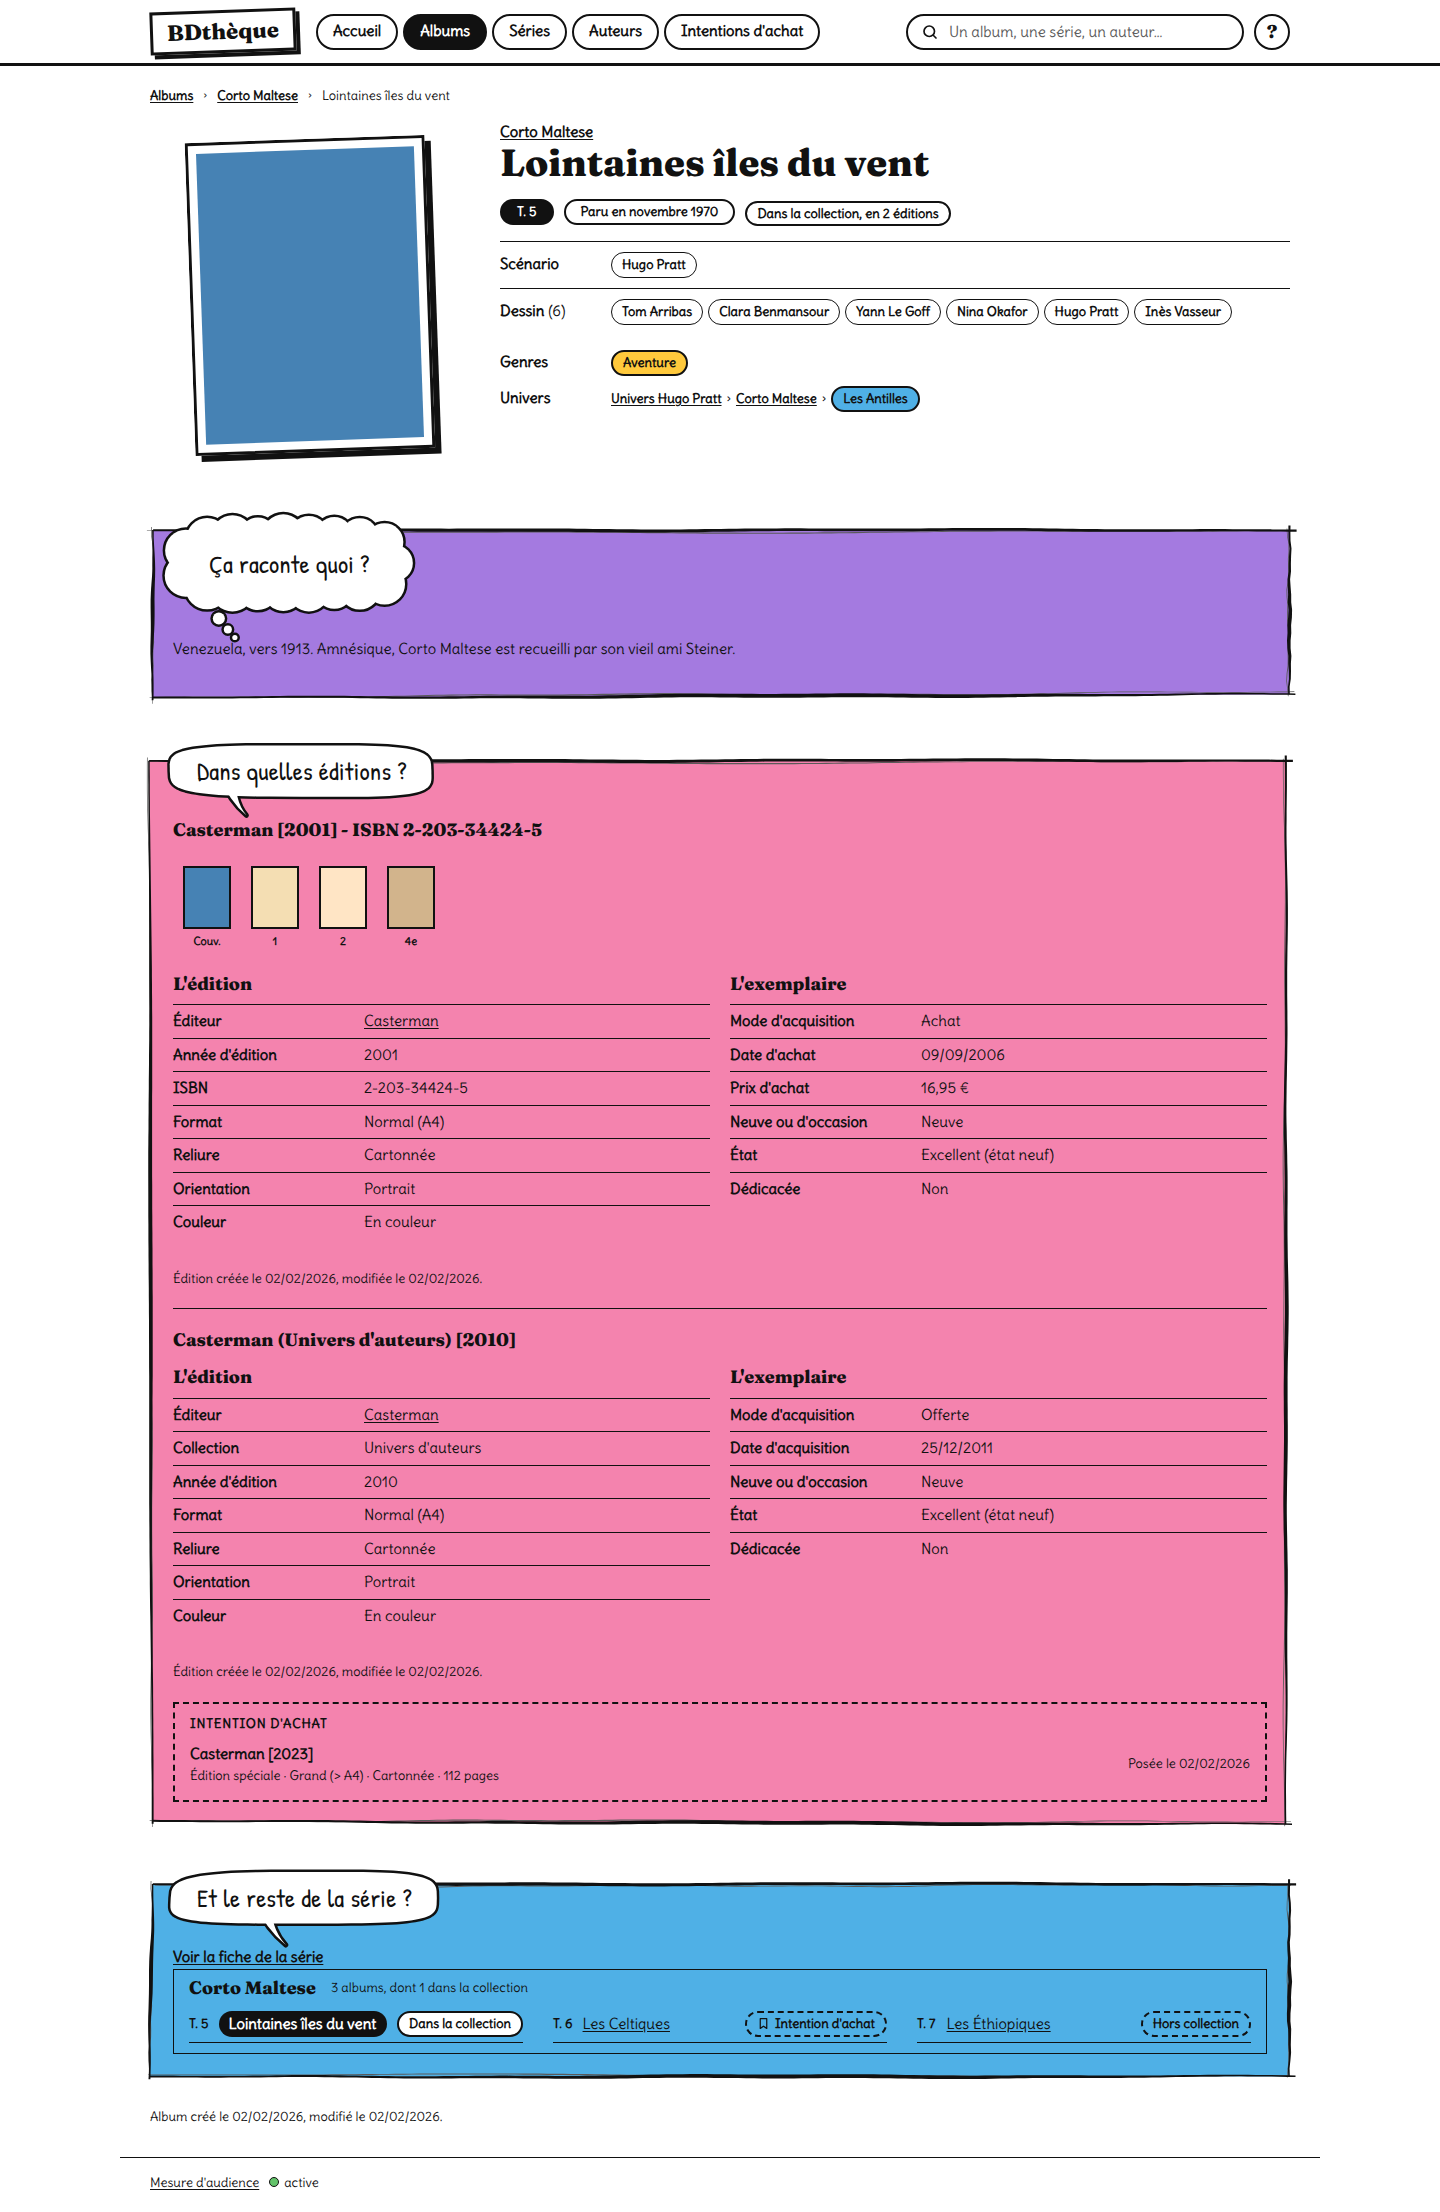 BDthèque
Accueil
Albums
Séries
Auteurs
Intentions d'achat
Un album, une série, un auteur...
?
Albums › Corto Maltese › Lointaines îles du vent
Corto Maltese
Lointaines îles du vent
T. 5
Paru en novembre 1970
Dans la collection, en 2 éditions
Scénario
Hugo Pratt
Dessin (6)
Tom Arribas
Clara Benmansour
Yann Le Goff
Nina Okafor
Hugo Pratt
Inès Vasseur
Genres
Aventure
Univers
Univers Hugo Pratt › Corto Maltese › Les Antilles
Ça raconte quoi ?
Venezuela, vers 1913. Amnésique, Corto Maltese est recueilli par son vieil ami Steiner.
Dans quelles éditions ?
Casterman [2001] - ISBN 2-203-34424-5
Couv.
1
2
4e
L'édition
Éditeur
Casterman
Année d'édition
2001
ISBN
2-203-34424-5
Format
Normal (A4)
Reliure
Cartonnée
Orientation
Portrait
Couleur
En couleur
L'exemplaire
Mode d'acquisition
Achat
Date d'achat
09/09/2006
Prix d'achat
16,95 €
Neuve ou d'occasion
Neuve
État
Excellent (état neuf)
Dédicacée
Non
Édition créée le 02/02/2026, modifiée le 02/02/2026.
Casterman (Univers d'auteurs) [2010]
L'édition
Éditeur
Casterman
Collection
Univers d'auteurs
Année d'édition
2010
Format
Normal (A4)
Reliure
Cartonnée
Orientation
Portrait
Couleur
En couleur
L'exemplaire
Mode d'acquisition
Offerte
Date d'acquisition
25/12/2011
Neuve ou d'occasion
Neuve
État
Excellent (état neuf)
Dédicacée
Non
Édition créée le 02/02/2026, modifiée le 02/02/2026.
INTENTION D'ACHAT
Casterman [2023]
Édition spéciale · Grand (> A4) · Cartonnée · 112 pages
Posée le 02/02/2026
Et le reste de la série ?
Voir la fiche de la série
Corto Maltese
3 albums, dont 1 dans la collection
T. 5
Lointaines îles du vent
Dans la collection
T. 6
Les Celtiques
Intention d'achat
T. 7
Les Éthiopiques
Hors collection
Album créé le 02/02/2026, modifié le 02/02/2026.
Mesure d'audience
active